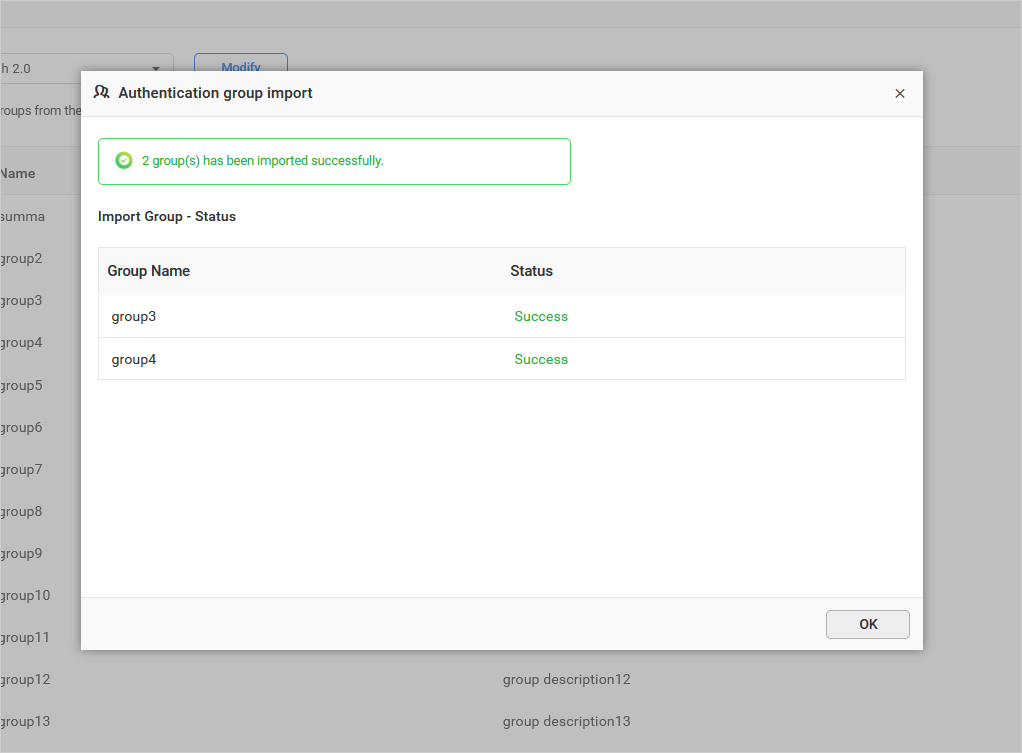 h 2.0
Modify
Authentication group import
roups from the
2 group(s) has been imported successfully.
Name
Import Group - Status
summa
group2
Group Name Status
group3
group3 Success
group4
group4 Success
group5
group6
group7
group8
group9
group10
group11
OK
group12 group description12
group13 group description13